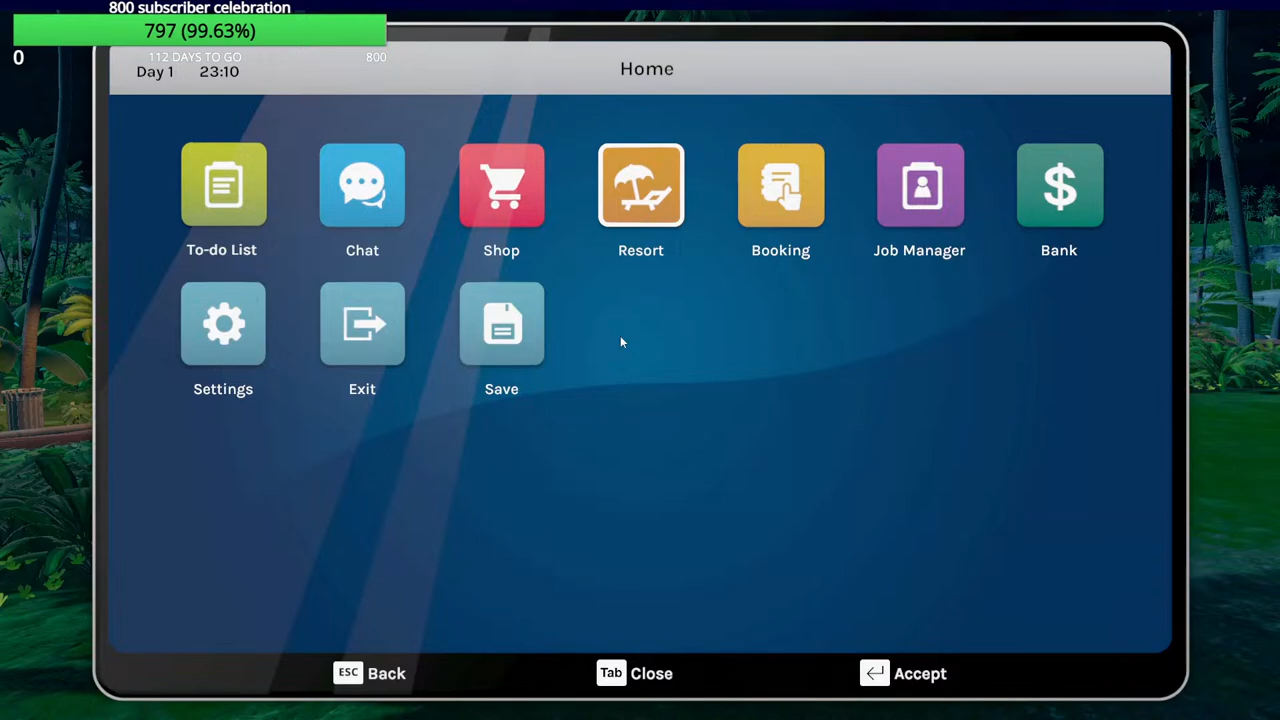 800 subscriber celebration
797 (99.63%)
0 112 DAYS TO GO 800
Day 1 23:10 Home
To-do List Chat Shop Resort Booking Job Manager Bank
Settings Exit Save
ESC Back Tab Close Accept